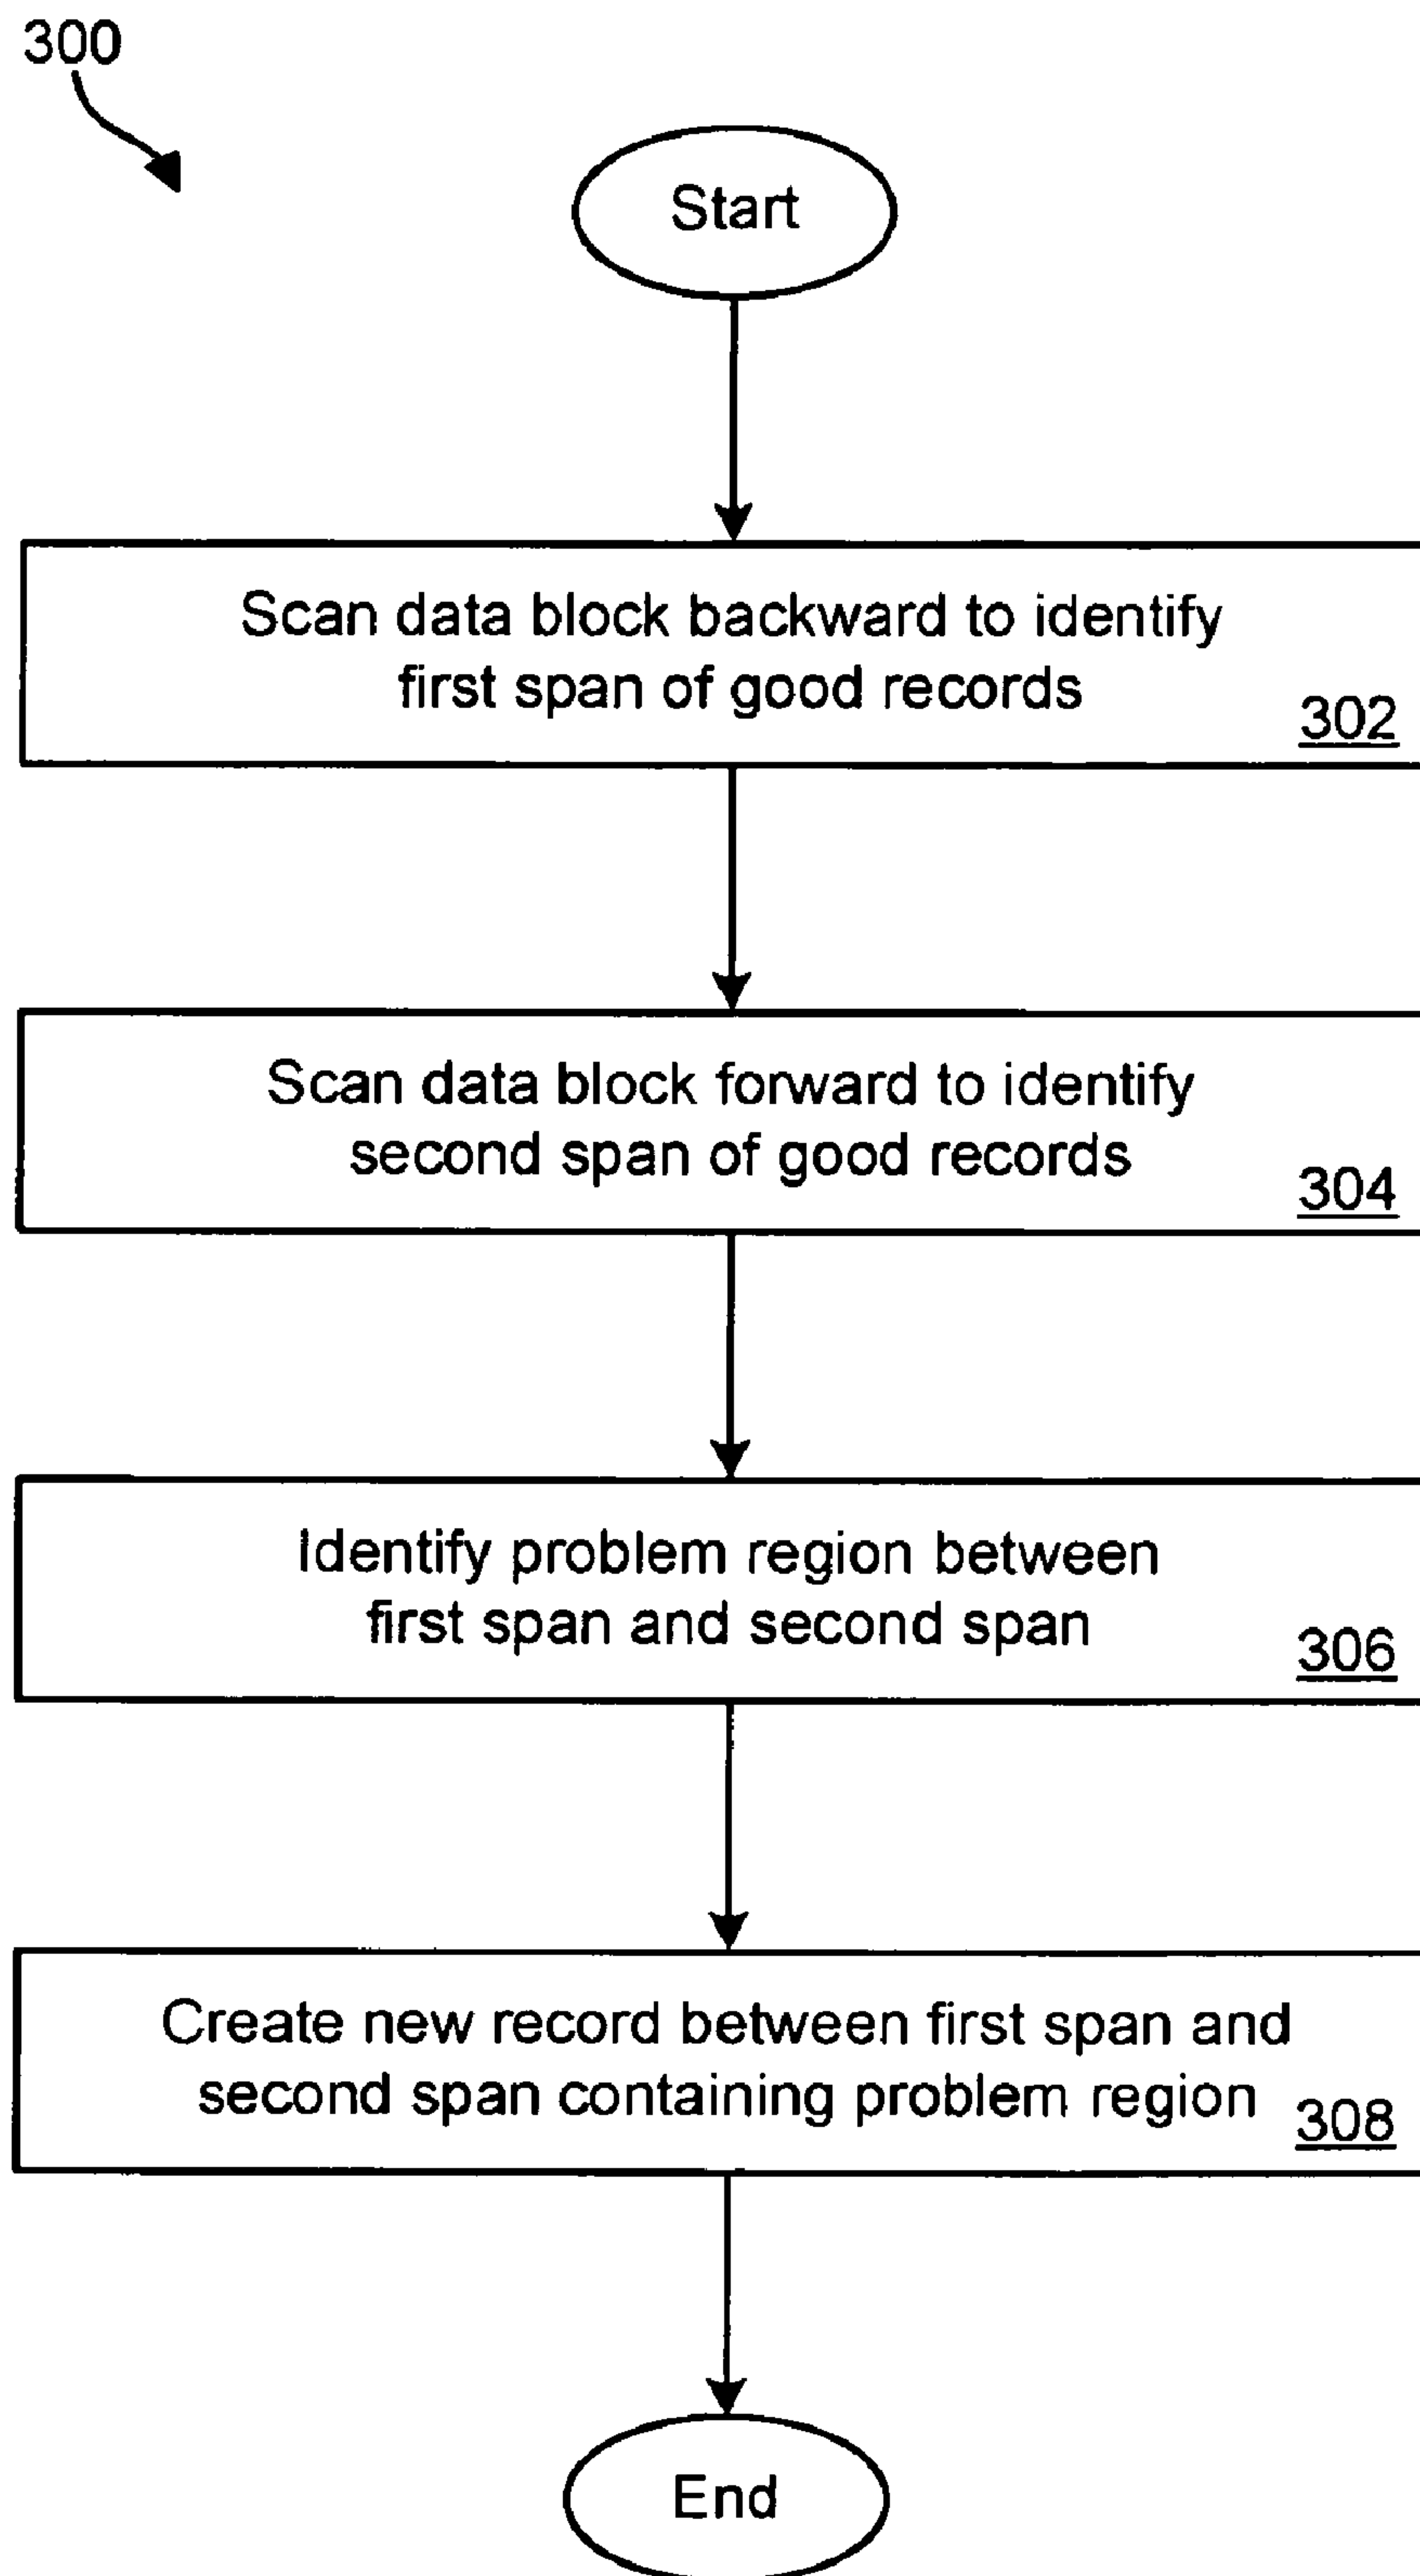 300
Start
Scan data block backward to identify
first span of good records
302
Scan data block forward to identify
second span of good records
304
Identify problem region between
first span and second span
306
Create new record between first span and
second span containing problem region
308
End